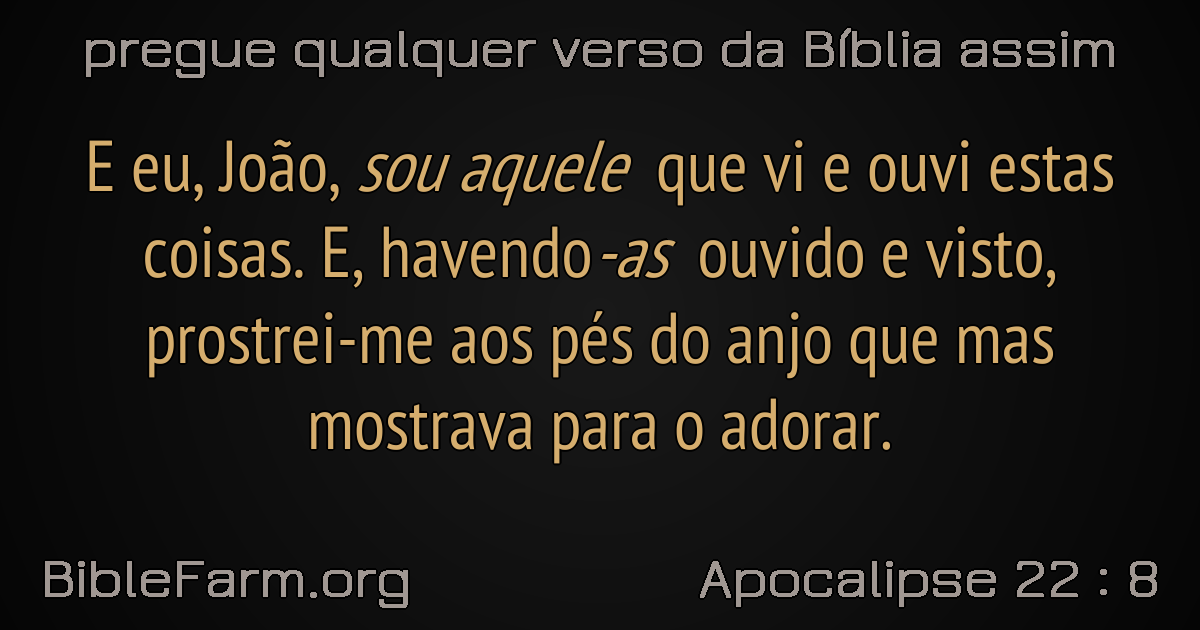 pregue qualquer verso da Bíblia assim
E eu, João, sou aquele que vi e ouvi estas
coisas. E, havendo-as ouvido e visto,
prostrei-me aos pés do anjo que mas
mostrava para o adorar.
BibleFarm.org
Apocalipse 22 : 8